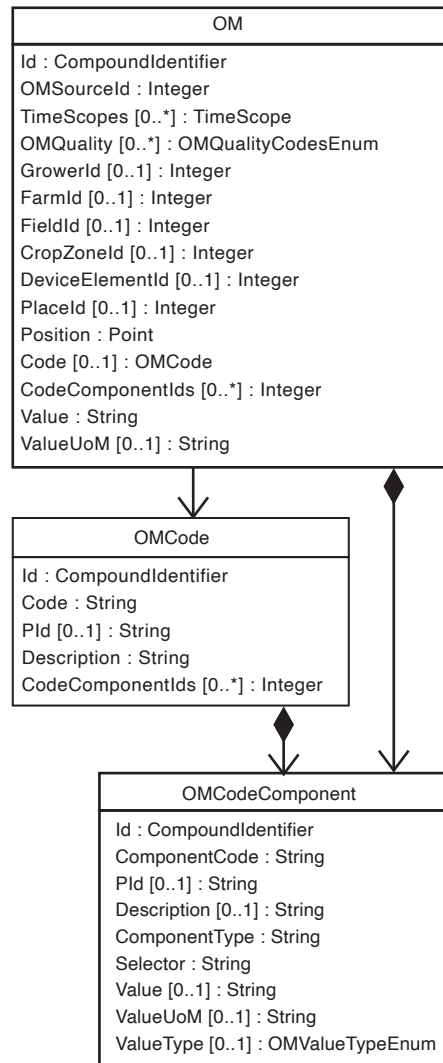 OM
Id : CompoundIdentifier
OMSourceId : Integer
TimeScopes [0..*] : TimeScope
OMQuality [0..*] : OMQualityCodesEnum
GrowerId [0..1] : Integer
FarmId [0..1] : Integer
FieldId [0..1] : Integer
CropZoneId [0..1] : Integer
DeviceElementId [0..1] : Integer
PlaceId [0..1] : Integer
Position : Point
Code [0..1] : OMCode
CodeComponentIds [0..*] : Integer
Value : String
ValueUoM [0..1] : String
OMCode
Id : CompoundIdentifier
Code : String
PId [0..1] : String
Description : String
CodeComponentIds [0..*] : Integer
OMCodeComponent
Id : CompoundIdentifier
ComponentCode : String
PId [0..1] : String
Description [0..1] : String
ComponentType : String
Selector : String
Value [0..1] : String
ValueUoM [0..1] : String
ValueType [0..1] : OMValueTypeEnum